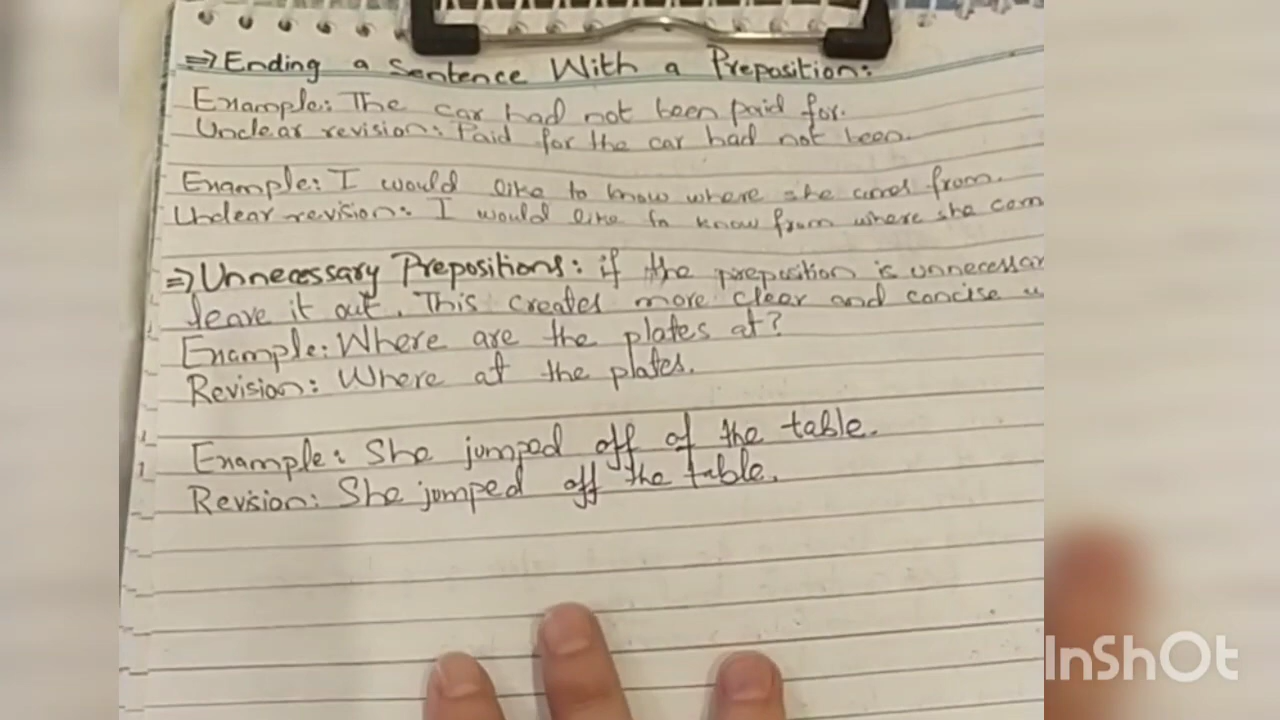 ⇒ Ending a Sentence With a Preposition:
Example: The car had not been paid for.
Unclear revision: Paid for the car had not been.
Example: I would like to know where she comes from.
Unclear revision: I would like to know from where she com
⇒ Unnecessary Prepositions: if the preposition is unnecessar
leave it out. This creates more clear and concise
Example: Where are the plates at?
Revision: Where at the plates.
Example: She jumped off of the table.
Revision: She jumped off the table.
InShOt